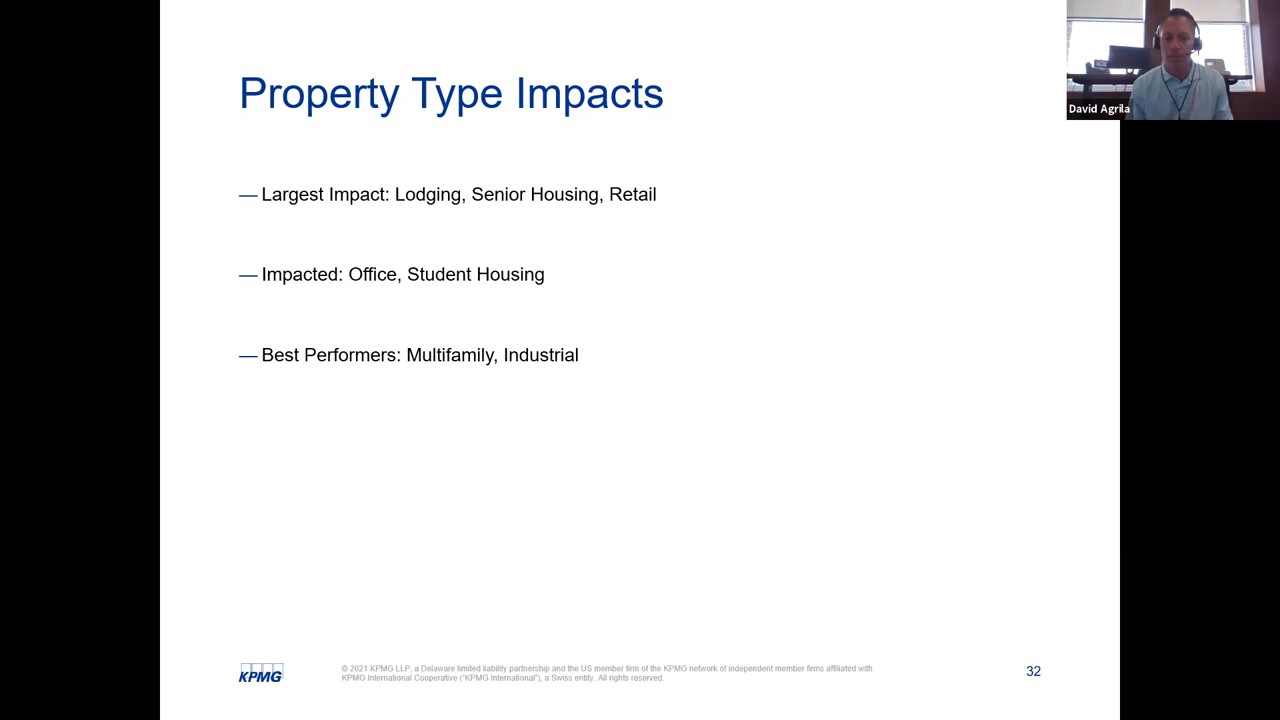 Property Type Impacts
— Largest Impact: Lodging, Senior Housing, Retail
— Impacted: Office, Student Housing
— Best Performers: Multifamily, Industrial
KPMG
© 2021 KPMG LLP, a Delaware limited liability partnership and the US member firm of the KPMG network of independent member firms affiliated with
KPMG International Cooperative ("KPMG International"), a Swiss entity. All rights reserved.
32
David Agrila